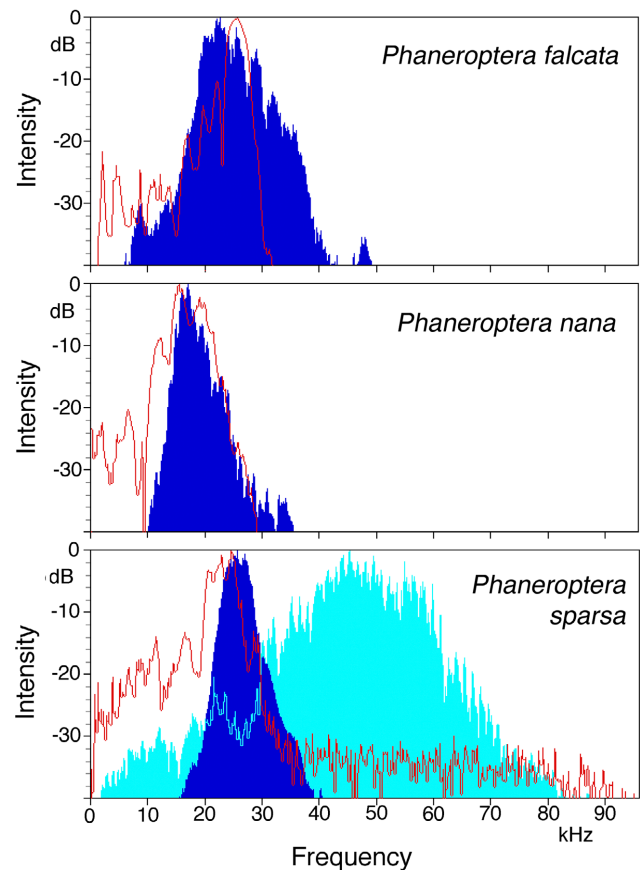 0
dB
-10
-20
-30
Intensity
Phaneroptera falcata
0
dB
-10
-20
-30
Intensity
Phaneroptera nana
0
dB
-10
-20
-30
Intensity
Phaneroptera
sparsa
0 10 20 30 40 50 60 70 80 90
kHz
Frequency